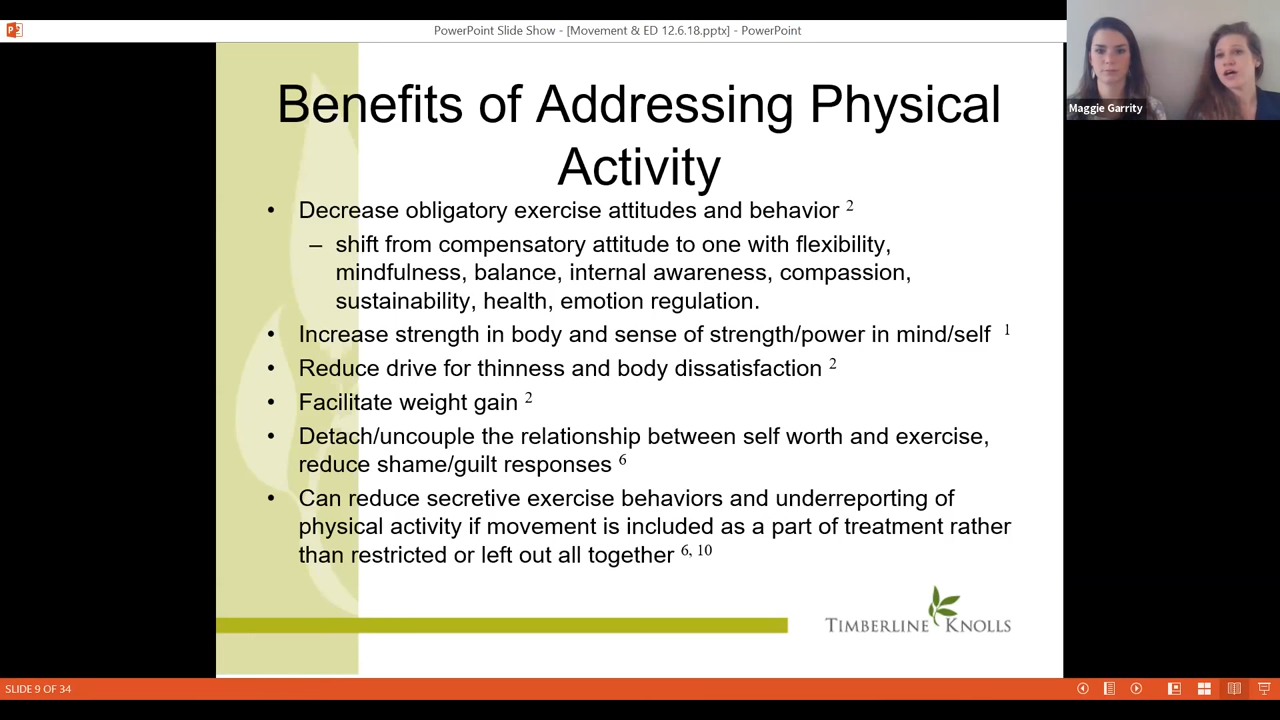 PowerPoint Slide Show - [Movement & ED 12.6.18.pptx] - PowerPoint
Maggie Garrity
Benefits of Addressing Physical
Activity
• Decrease obligatory exercise attitudes and behavior 2
– shift from compensatory attitude to one with flexibility,
mindfulness, balance, internal awareness, compassion,
sustainability, health, emotion regulation.
• Increase strength in body and sense of strength/power in mind/self 1
• Reduce drive for thinness and body dissatisfaction 2
• Facilitate weight gain 2
• Detach/uncouple the relationship between self worth and exercise,
reduce shame/guilt responses 6
• Can reduce secretive exercise behaviors and underreporting of
physical activity if movement is included as a part of treatment rather
than restricted or left out all together 6, 10
TIMBERLINE KNOLLS
SLIDE 9 OF 34